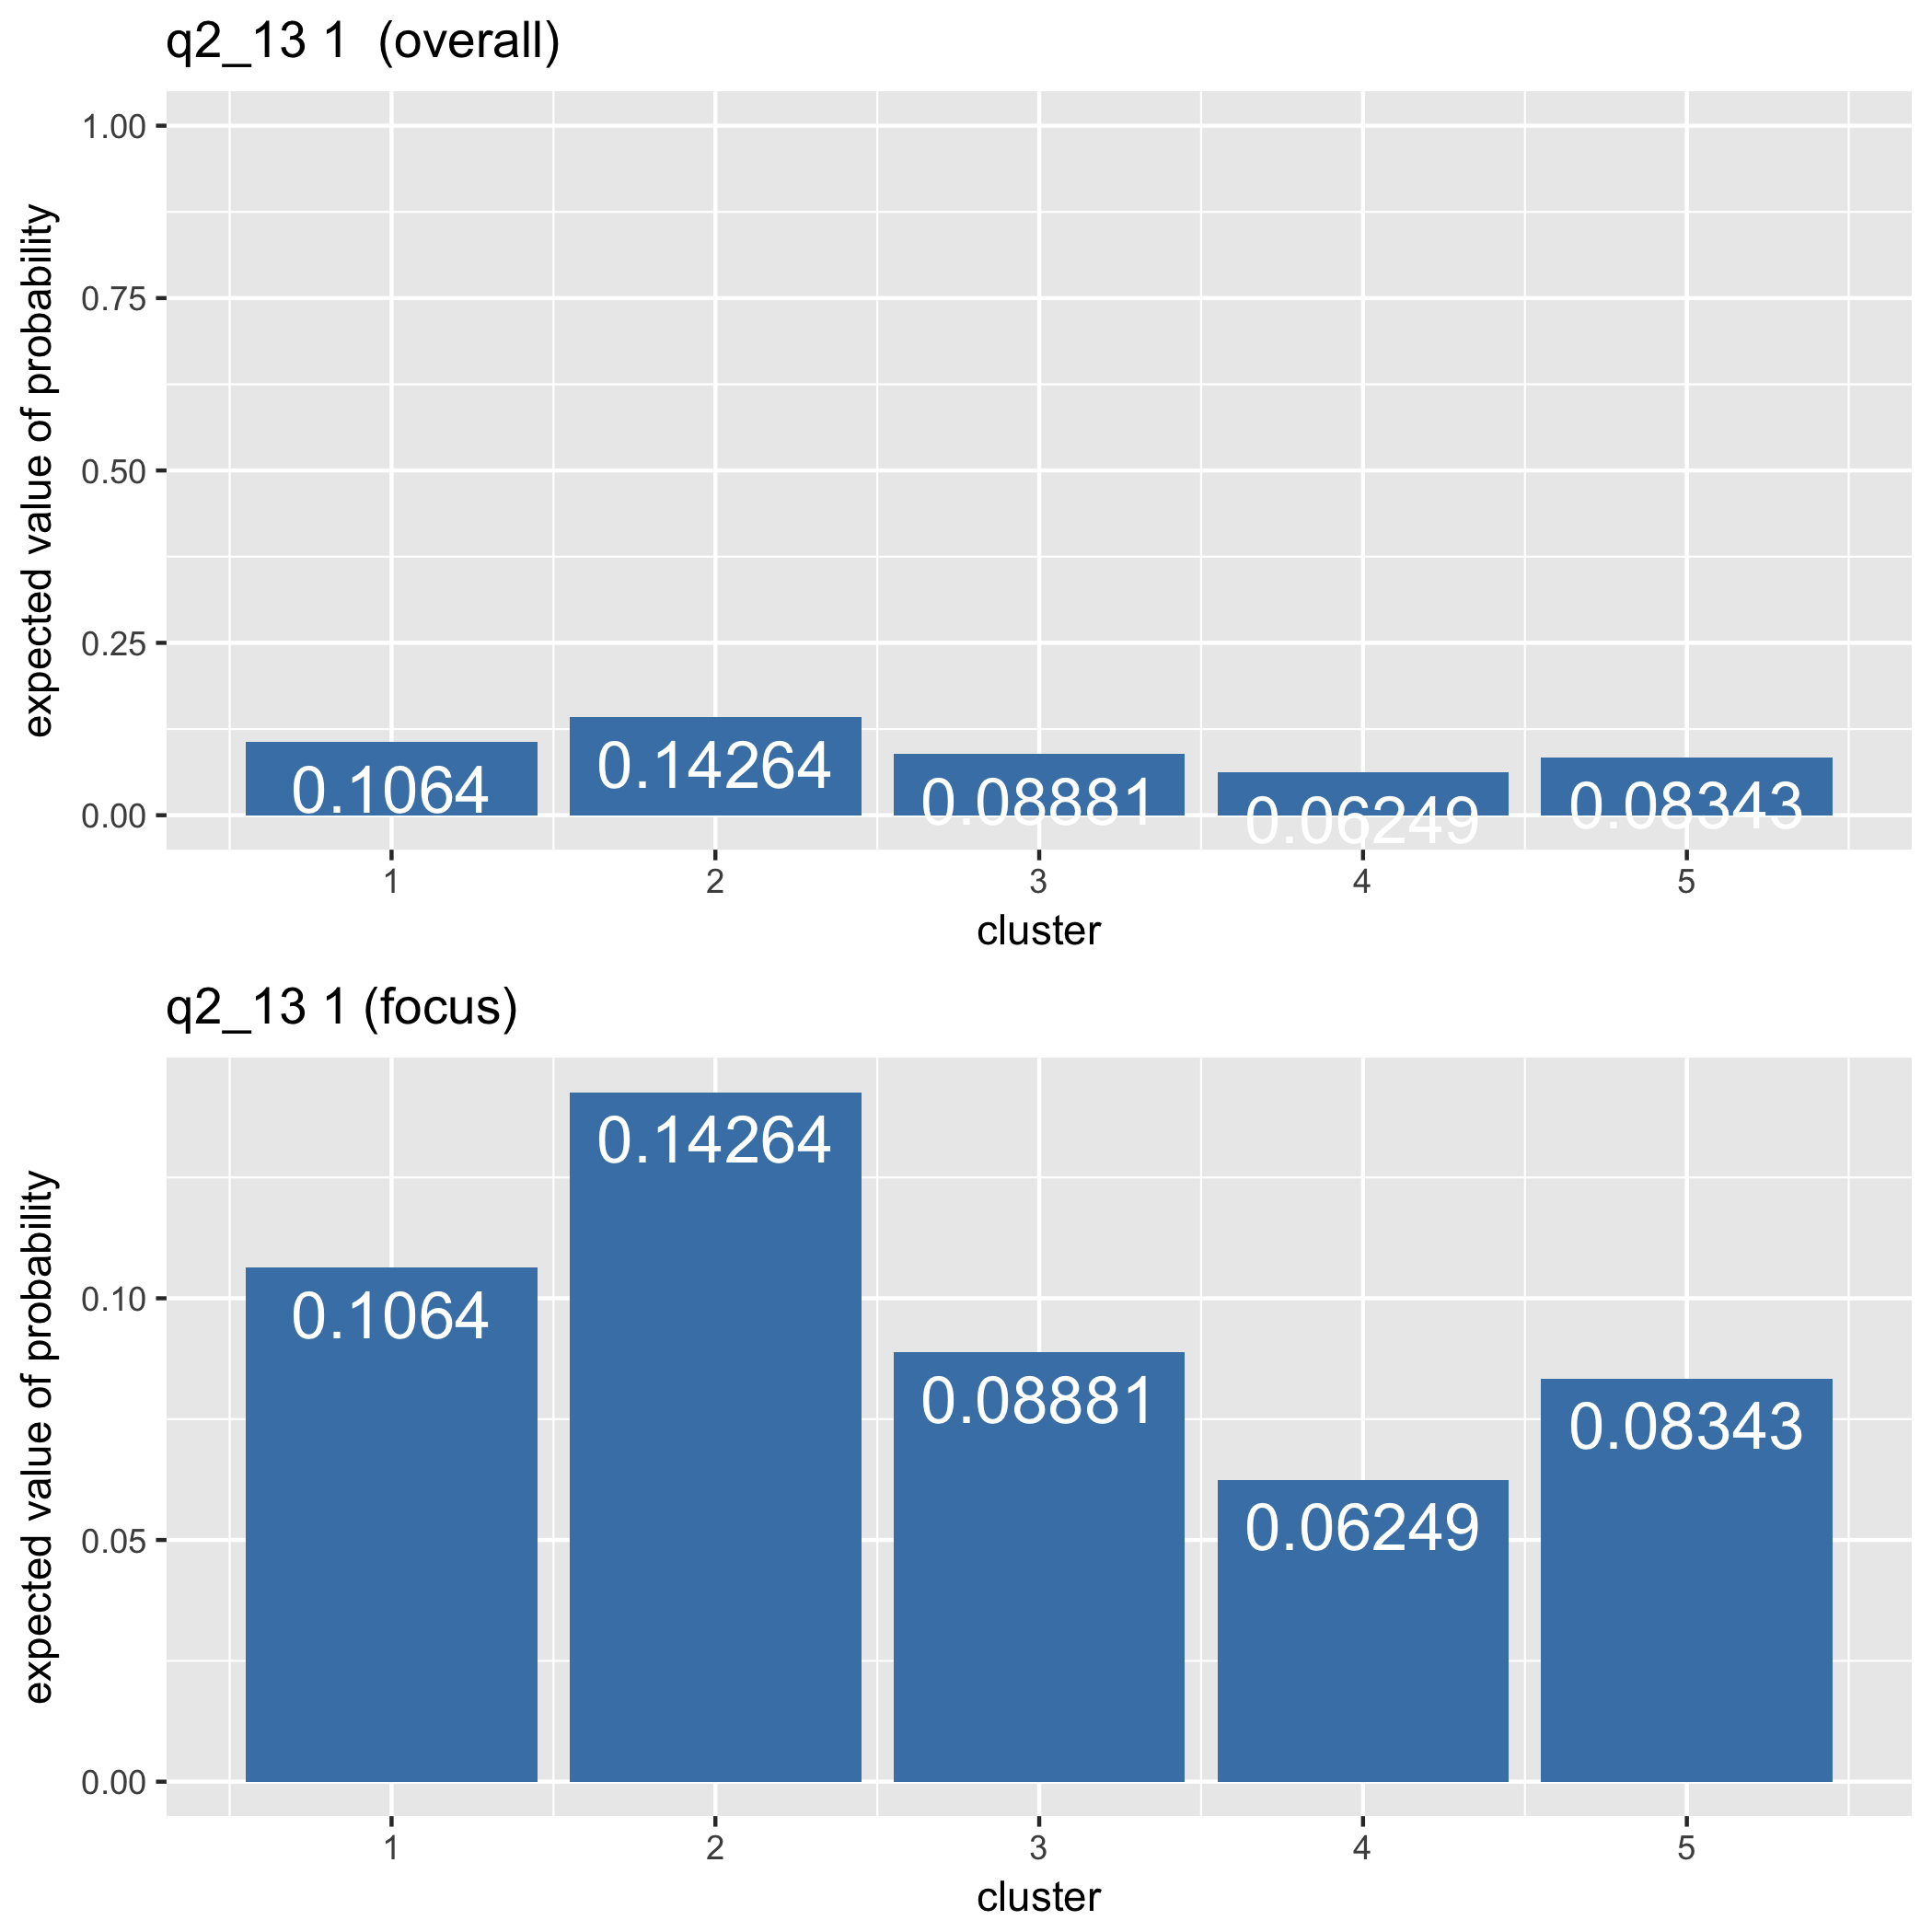 q2_13 1  (overall)
expected value of probability
1.00
0.75
0.50
0.25
0.00
0.1064
0.14264
0.08881
0.06249
0.08343
1 2 3 4 5
cluster
q2_13 1 (focus)
expected value of probability
0.10
0.05
0.00
0.1064
0.14264
0.08881
0.06249
0.08343
1 2 3 4 5
cluster